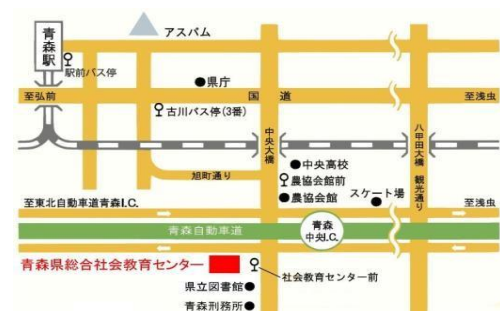 青森駅
アスパム
駅前バス停
県庁
至弘前
国道
至浅虫
古川バス停(3番)
中央大橋
八甲田大橋 観光通り
中央高校
旭町通り
農協会館前
農協会館
スケート場
至東北自動車道青森I.C.
至浅虫
青森自動車道
青森
中央I.C.
青森県総合社会教育センター
社会教育センター前
県立図書館
青森刑務所